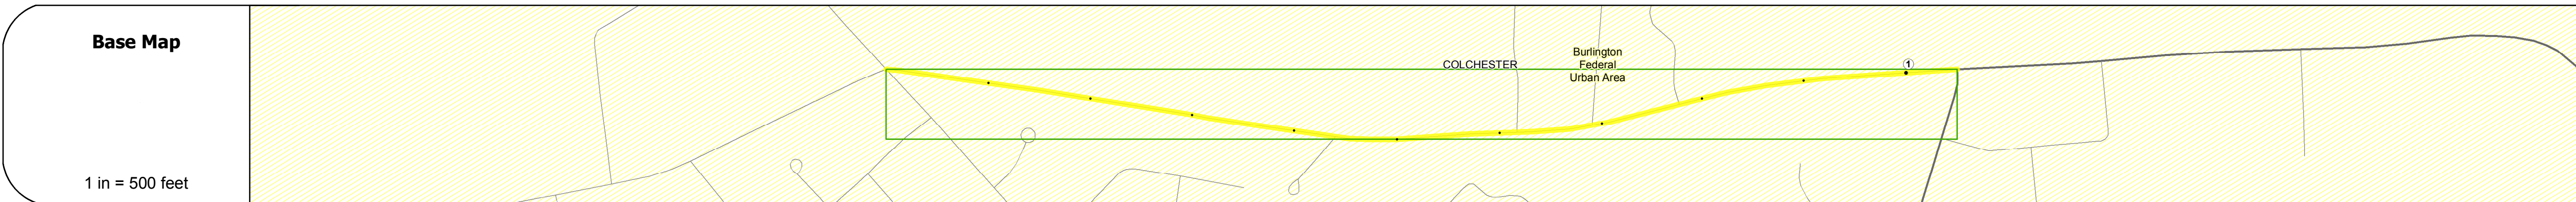 Base Map
1 in = 500 feet
COLCHESTER
Burlington
Federal
Urban Area
1